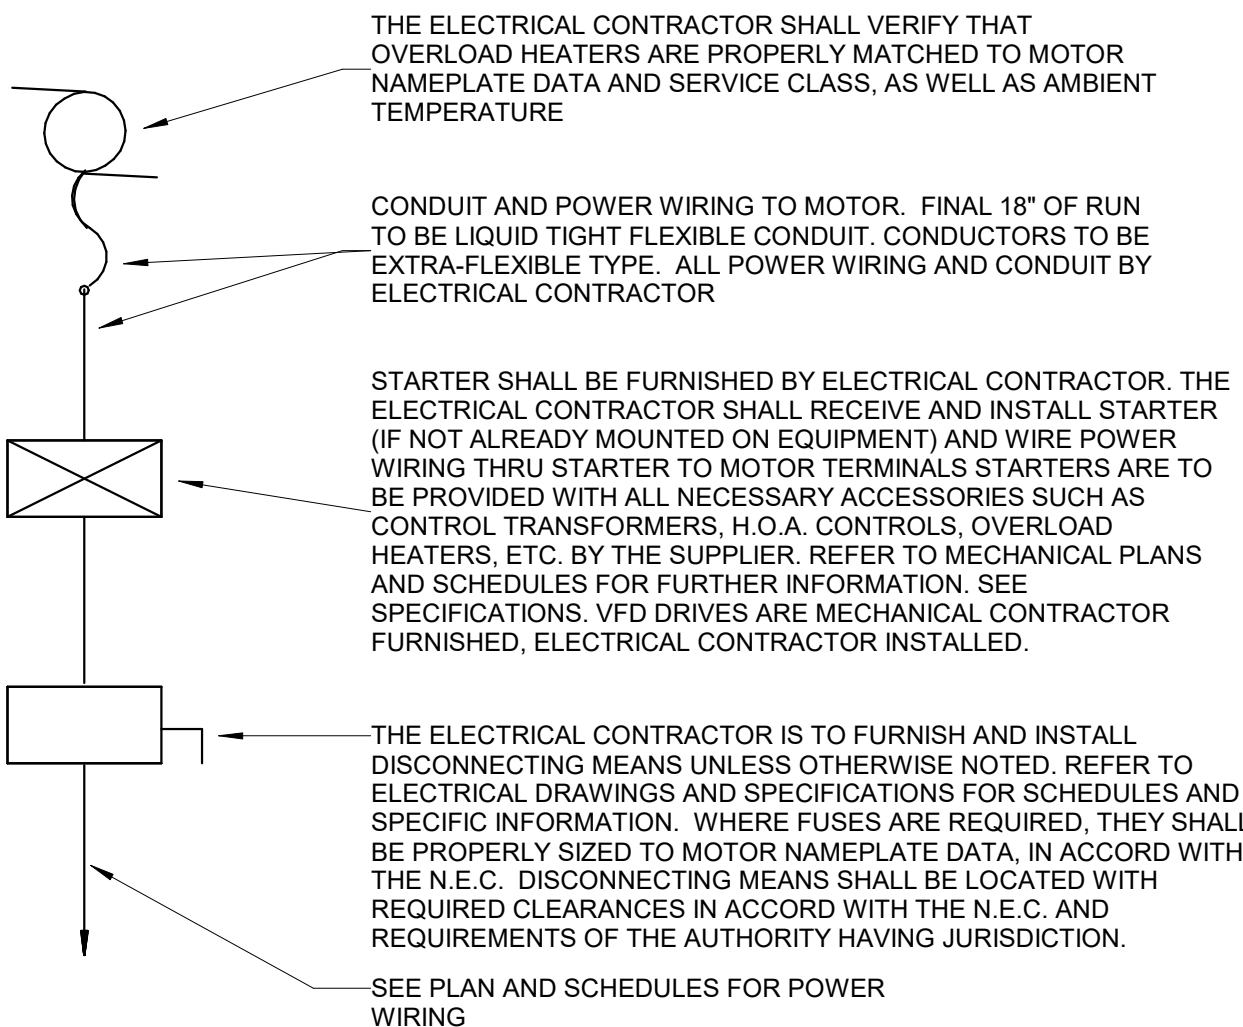 THE ELECTRICAL CONTRACTOR SHALL VERIFY THAT
OVERLOAD HEATERS ARE PROPERLY MATCHED TO MOTOR
NAMEPLATE DATA AND SERVICE CLASS, AS WELL AS AMBIENT
TEMPERATURE
CONDUIT AND POWER WIRING TO MOTOR.  FINAL 18" OF RUN
TO BE LIQUID TIGHT FLEXIBLE CONDUIT. CONDUCTORS TO BE
EXTRA-FLEXIBLE TYPE.  ALL POWER WIRING AND CONDUIT BY
ELECTRICAL CONTRACTOR
STARTER SHALL BE FURNISHED BY ELECTRICAL CONTRACTOR. THE
ELECTRICAL CONTRACTOR SHALL RECEIVE AND INSTALL STARTER
(IF NOT ALREADY MOUNTED ON EQUIPMENT) AND WIRE POWER
WIRING THRU STARTER TO MOTOR TERMINALS STARTERS ARE TO
BE PROVIDED WITH ALL NECESSARY ACCESSORIES SUCH AS
CONTROL TRANSFORMERS, H.O.A. CONTROLS, OVERLOAD
HEATERS, ETC. BY THE SUPPLIER. REFER TO MECHANICAL PLANS
AND SCHEDULES FOR FURTHER INFORMATION. SEE
SPECIFICATIONS. VFD DRIVES ARE MECHANICAL CONTRACTOR
FURNISHED, ELECTRICAL CONTRACTOR INSTALLED.
THE ELECTRICAL CONTRACTOR IS TO FURNISH AND INSTALL
DISCONNECTING MEANS UNLESS OTHERWISE NOTED. REFER TO
ELECTRICAL DRAWINGS AND SPECIFICATIONS FOR SCHEDULES AND
SPECIFIC INFORMATION.  WHERE FUSES ARE REQUIRED, THEY SHALL
BE PROPERLY SIZED TO MOTOR NAMEPLATE DATA, IN ACCORD WITH
THE N.E.C.  DISCONNECTING MEANS SHALL BE LOCATED WITH
REQUIRED CLEARANCES IN ACCORD WITH THE N.E.C. AND
REQUIREMENTS OF THE AUTHORITY HAVING JURISDICTION.
SEE PLAN AND SCHEDULES FOR POWER
WIRING